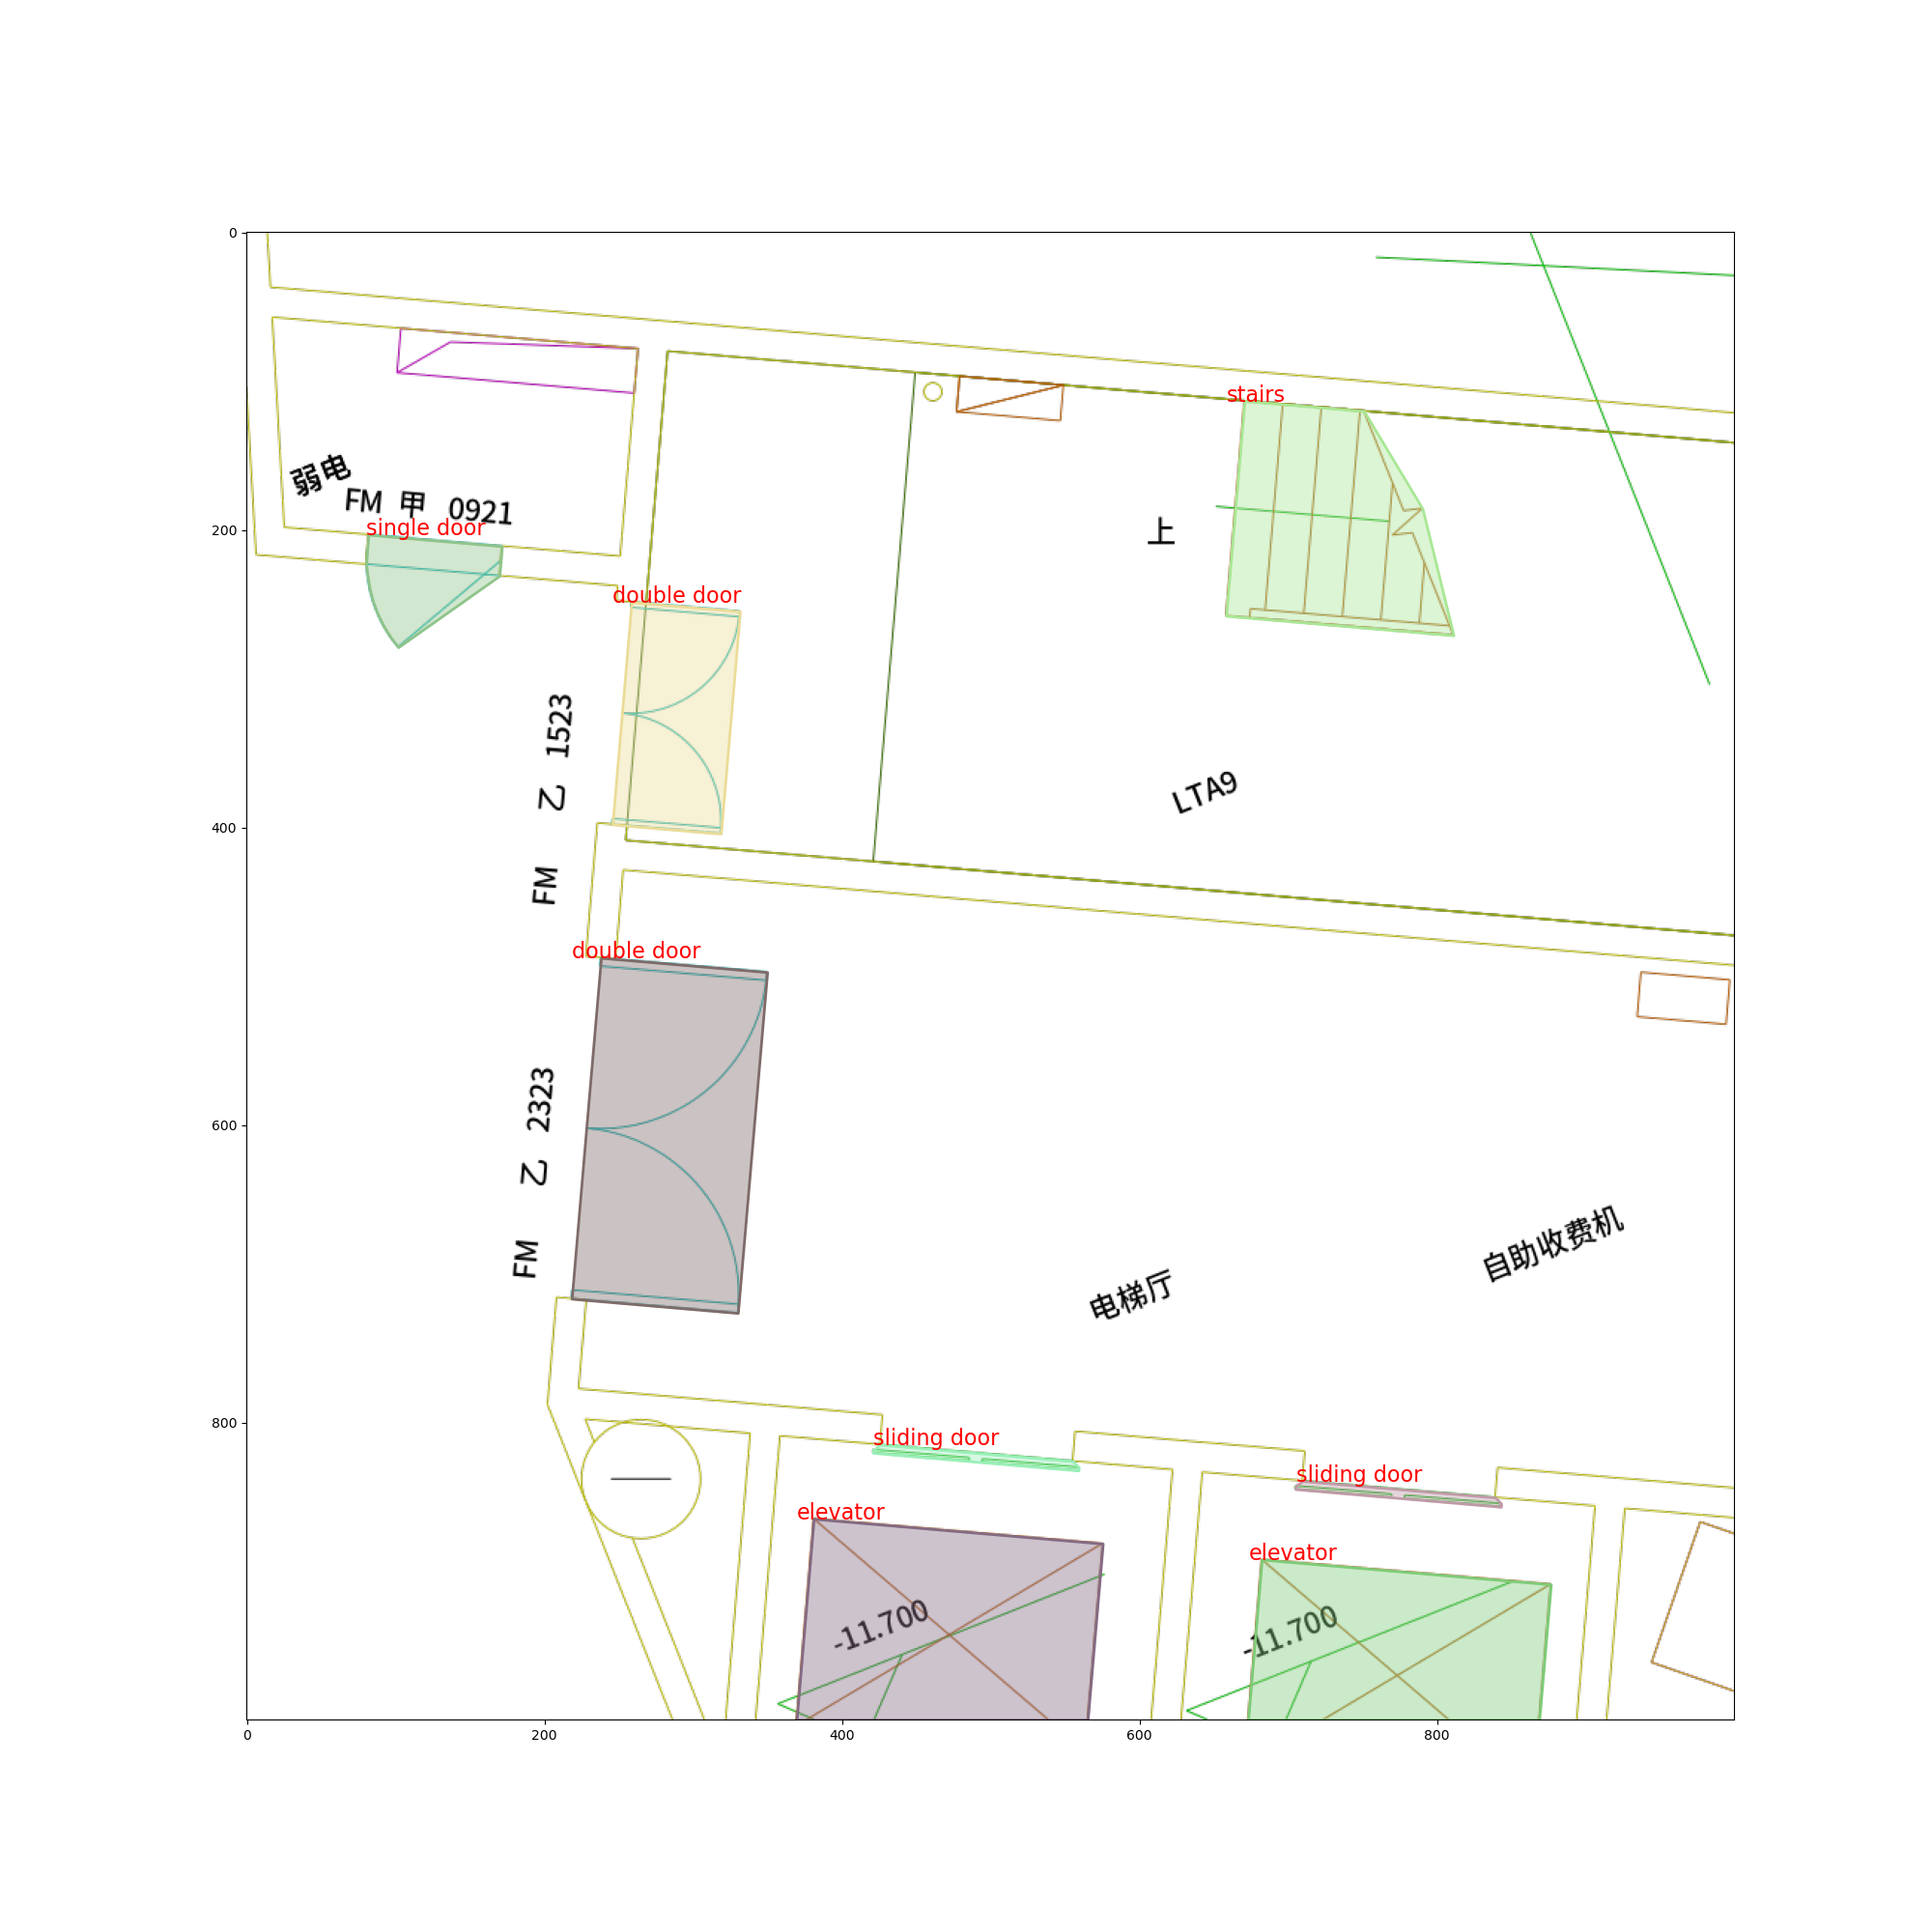 0
stairs
弱电
FM 甲 0921
single door
200
上
double door
FM 乙 1523
LTA9
400
double door
FM 乙 2323
600
自助收费机
电梯厅
800
sliding door
sliding door
elevator
elevator
-11.700
-11.700
0 200 400 600 800